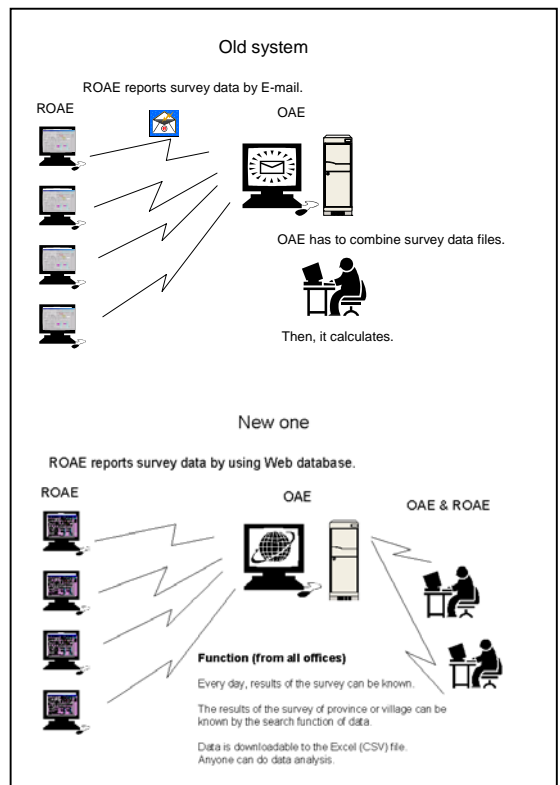 Old system
ROAE reports survey data by E-mail.
ROAE
OAE
OAE has to combine survey data files.
Then, it calculates.
New one
ROAE reports survey data by using Web database.
ROAE
OAE
OAE & ROAE
Function (from all offices)
Every day, results of the survey can be known.
The results of the survey of province or village can be
known by the search function of data.
Data is downloadable to the Excel (CSV) file.
Anyone can do data analysis.